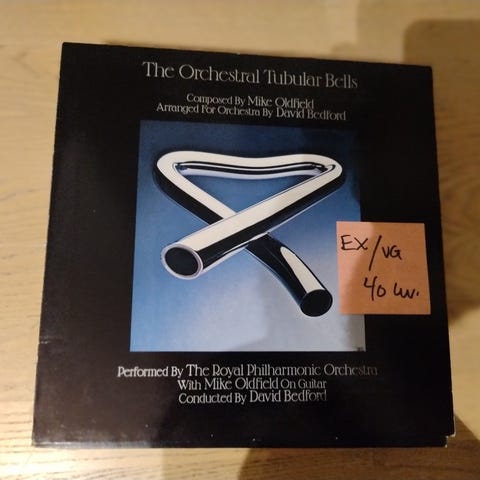 The Orchestral Tubular Bells
Composed By Mike Oldfield
Arranged For Orchestra By David Bedford
EX/VG
40 kr.
Performed By The Royal Philharmonic Orchestra
With Mike Oldfield On Guitar
Conducted By David Bedford